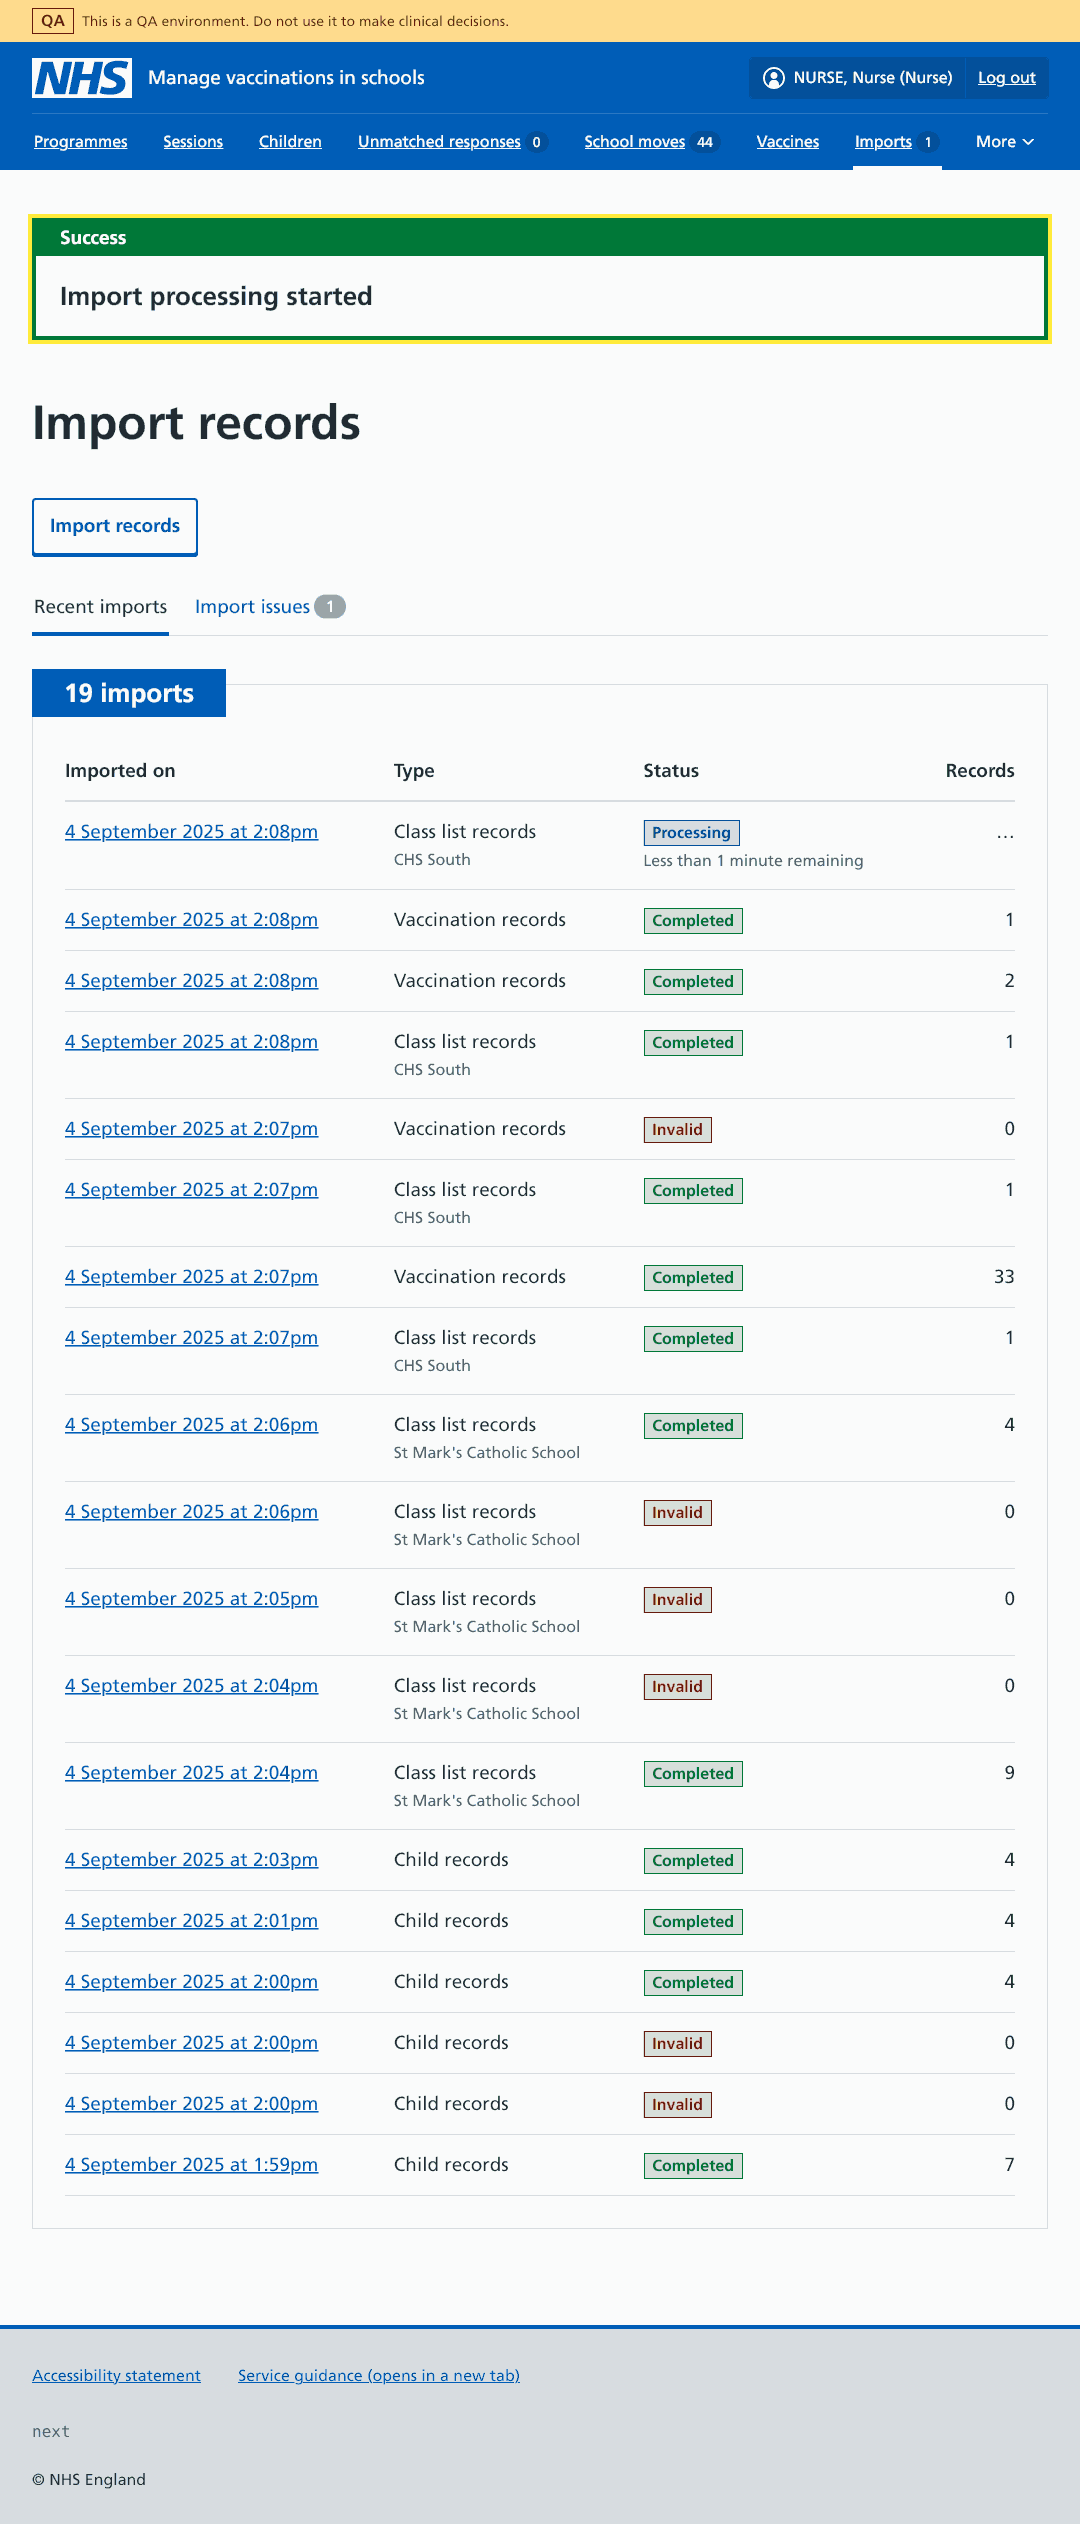 QA This is a QA environment. Do not use it to make clinical decisions.
NHS Manage vaccinations in schools NURSE, Nurse (Nurse) Log out
Programmes Sessions Children Unmatched responses 0 School moves 44 Vaccines Imports 1 More
Success
Import processing started
Import records
Import records
Recent imports Import issues 1
19 imports
Imported on Type Status Records
4 September 2025 at 2:08pm Class list records Processing ...
CHS South Less than 1 minute remaining
4 September 2025 at 2:08pm Vaccination records Completed 1
4 September 2025 at 2:08pm Vaccination records Completed 2
4 September 2025 at 2:08pm Class list records Completed 1
CHS South
4 September 2025 at 2:07pm Vaccination records Invalid 0
4 September 2025 at 2:07pm Class list records Completed 1
CHS South
4 September 2025 at 2:07pm Vaccination records Completed 33
4 September 2025 at 2:07pm Class list records Completed 1
CHS South
4 September 2025 at 2:06pm Class list records Completed 4
St Mark's Catholic School
4 September 2025 at 2:06pm Class list records Invalid 0
St Mark's Catholic School
4 September 2025 at 2:05pm Class list records Invalid 0
St Mark's Catholic School
4 September 2025 at 2:04pm Class list records Invalid 0
St Mark's Catholic School
4 September 2025 at 2:04pm Class list records Completed 9
St Mark's Catholic School
4 September 2025 at 2:03pm Child records Completed 4
4 September 2025 at 2:01pm Child records Completed 4
4 September 2025 at 2:00pm Child records Completed 4
4 September 2025 at 2:00pm Child records Invalid 0
4 September 2025 at 2:00pm Child records Invalid 0
4 September 2025 at 1:59pm Child records Completed 7
Accessibility statement Service guidance (opens in a new tab)
next
© NHS England